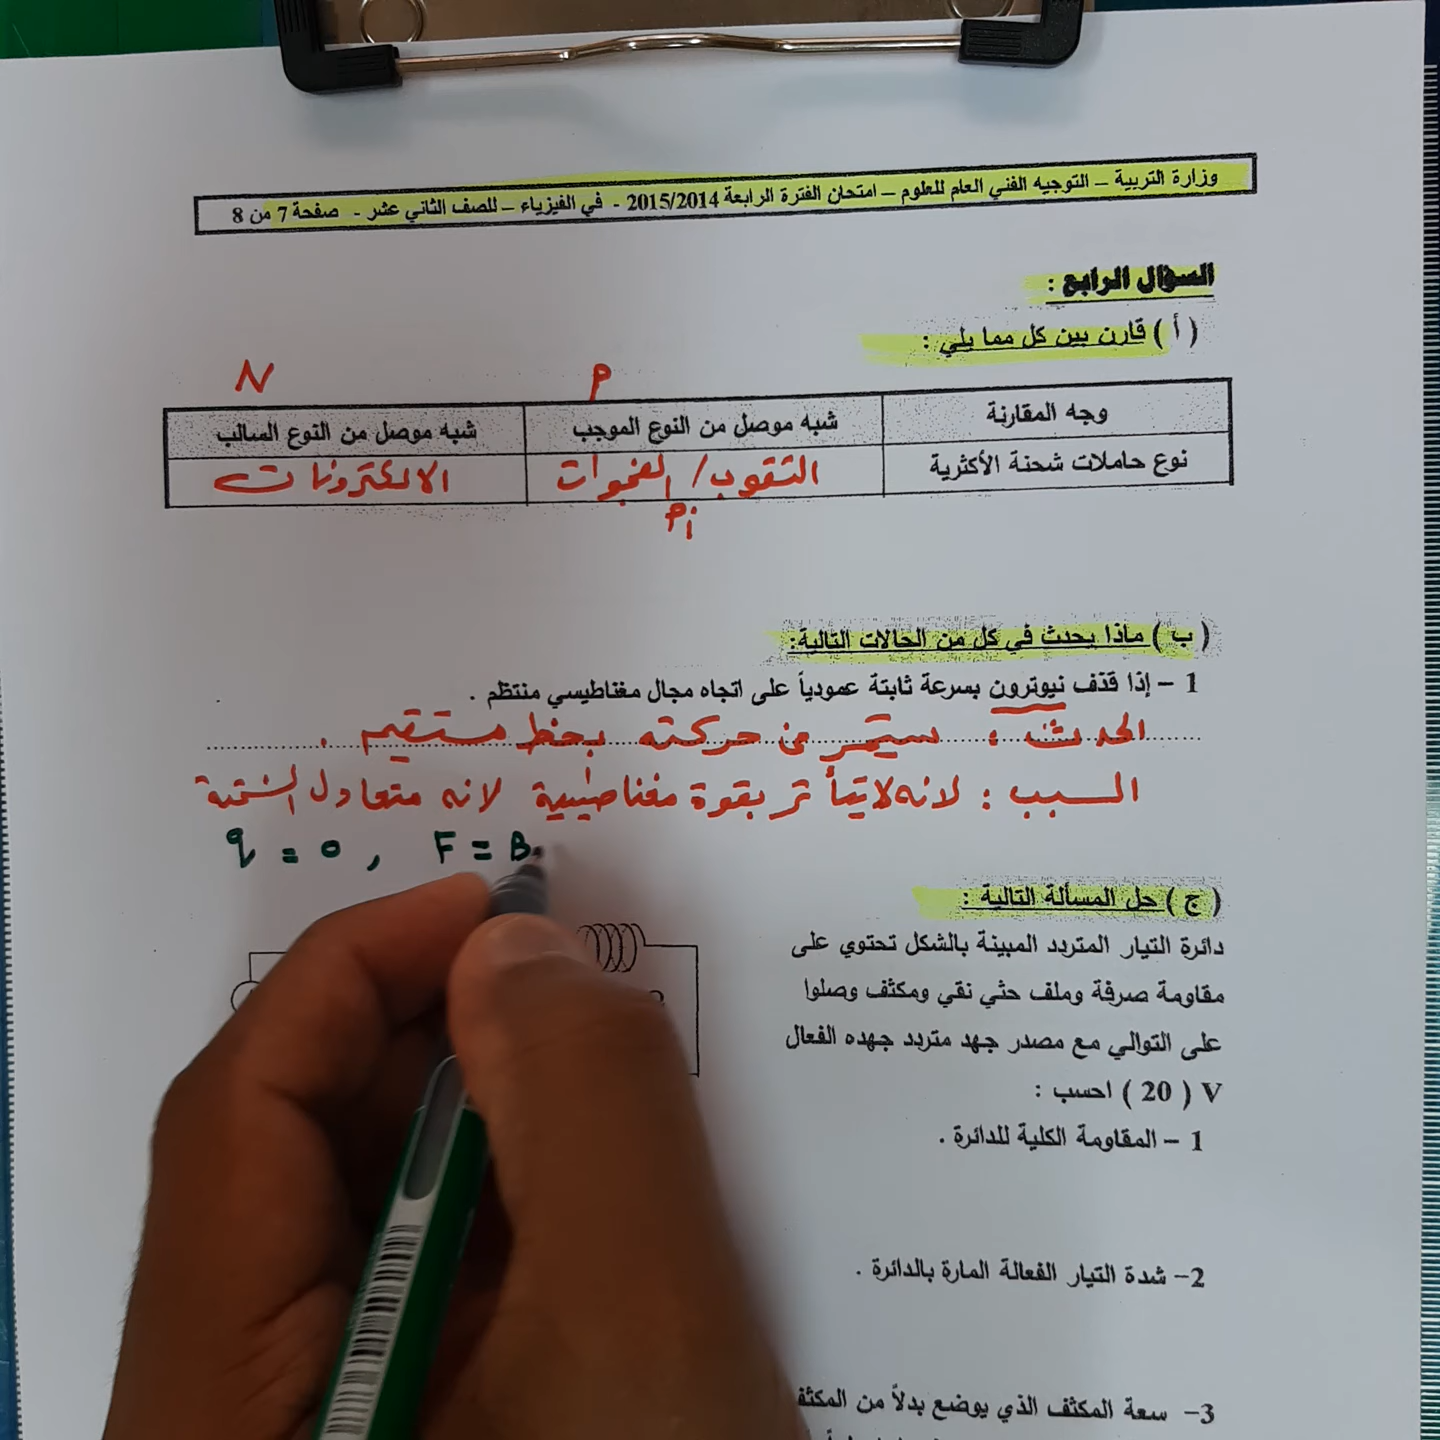 وزارة التربية – التوجيه الفني العام للعلوم – امتحان الفترة الرابعة 2015/2014 - في الفيزياء – للصف الثاني عشر - صفحة 7 من 8
السؤال الرابع :
( أ ) قارن بين كل مما يلي :
P N
وجه المقارنة شبه موصل من النوع الموجب شبه موصل من النوع السالب
نوع حاملات شحنة الأكثرية الثقوب / الفجوات الالكترونات
Pi
( ب ) ماذا يحدث في كل من الحالات التالية:
1 – إذا قذف نيوترون بسرعة ثابتة عمودياً على اتجاه مجال مغناطيسي منتظم .
الحدث : سيستمر في حركته بخط مستقيم .
السبب : لانه لا يتأثر بقوة مغناطيسية لانه متعادل الشحنة
q = 0 , F = B
( ج ) حل المسألة التالية :
دائرة التيار المتردد المبينة بالشكل تحتوي على
مقاومة صرفة وملف حثي نقي ومكثف وصلوا
على التوالي مع مصدر جهد متردد جهده الفعال
V ( 20 ) احسب :
1 – المقاومة الكلية للدائرة .
2- شدة التيار الفعالة المارة بالدائرة .
3- سعة المكثف الذي يوضع بدلاً من المكثف